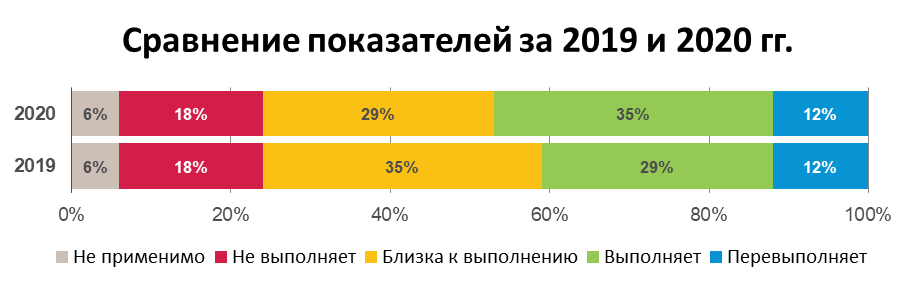 Сравнение показателей за 2019 и 2020 гг.
2020 6% 18% 29% 35% 12%
2019 6% 18% 35% 29% 12%
0% 20% 40% 60% 80% 100%
Не применимо Не выполняет Близка к выполнению Выполняет Перевыполняет